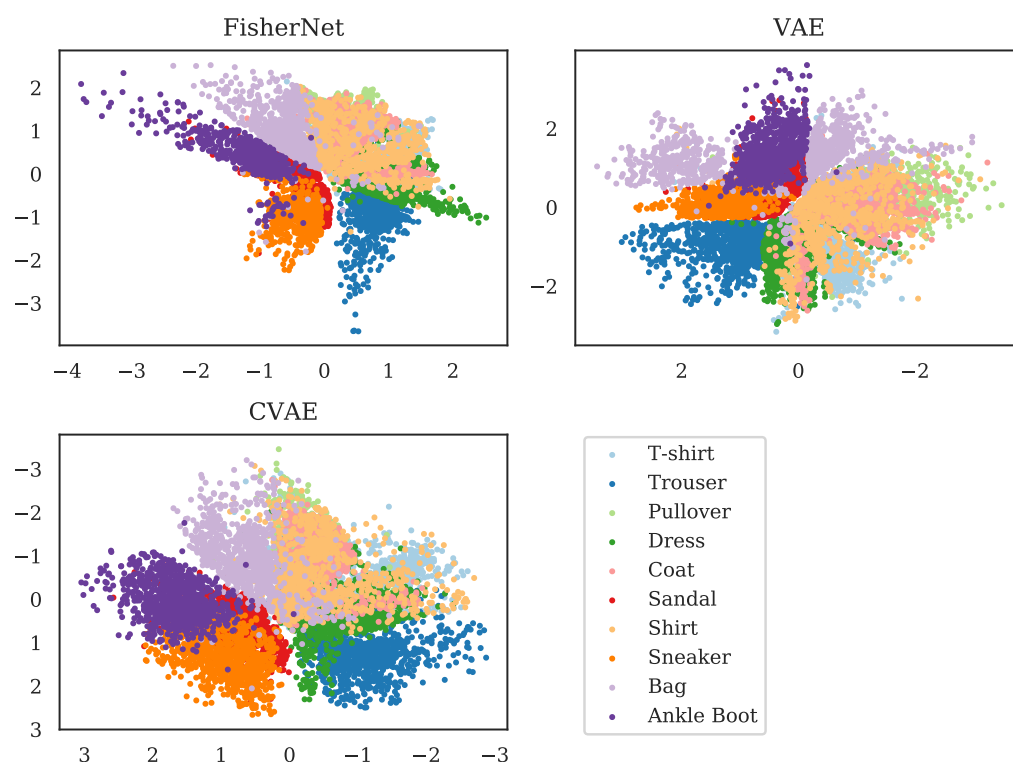 FisherNet
2
1
0
−1
−2
−3
−4 −3 −2 −1 0 1 2
VAE
2
0
−2
2 0 −2
CVAE
−3
−2
−1
0
1
2
3
3 2 1 0 −1 −2 −3
T-shirt
Trouser
Pullover
Dress
Coat
Sandal
Shirt
Sneaker
Bag
Ankle Boot